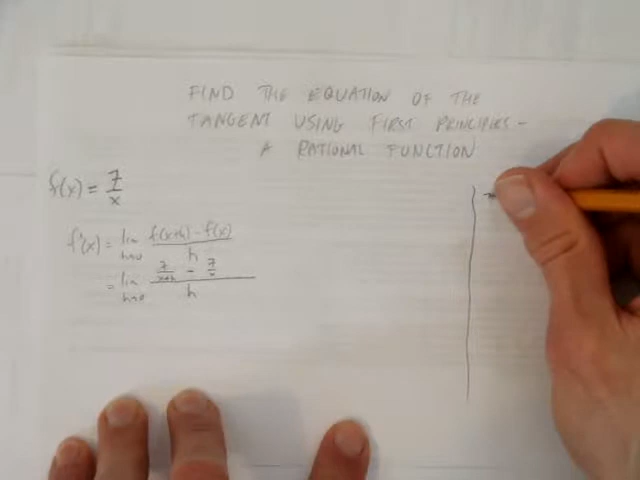 FIND THE EQUATION OF THE
TANGENT USING FIRST PRINCIPLES -
A RATIONAL FUNCTION
f(x) = 7/x
f'(x) = lim h→0 (f(x+h) - f(x))/h
= lim h→0 (7/(x+h) - 7/x)/h